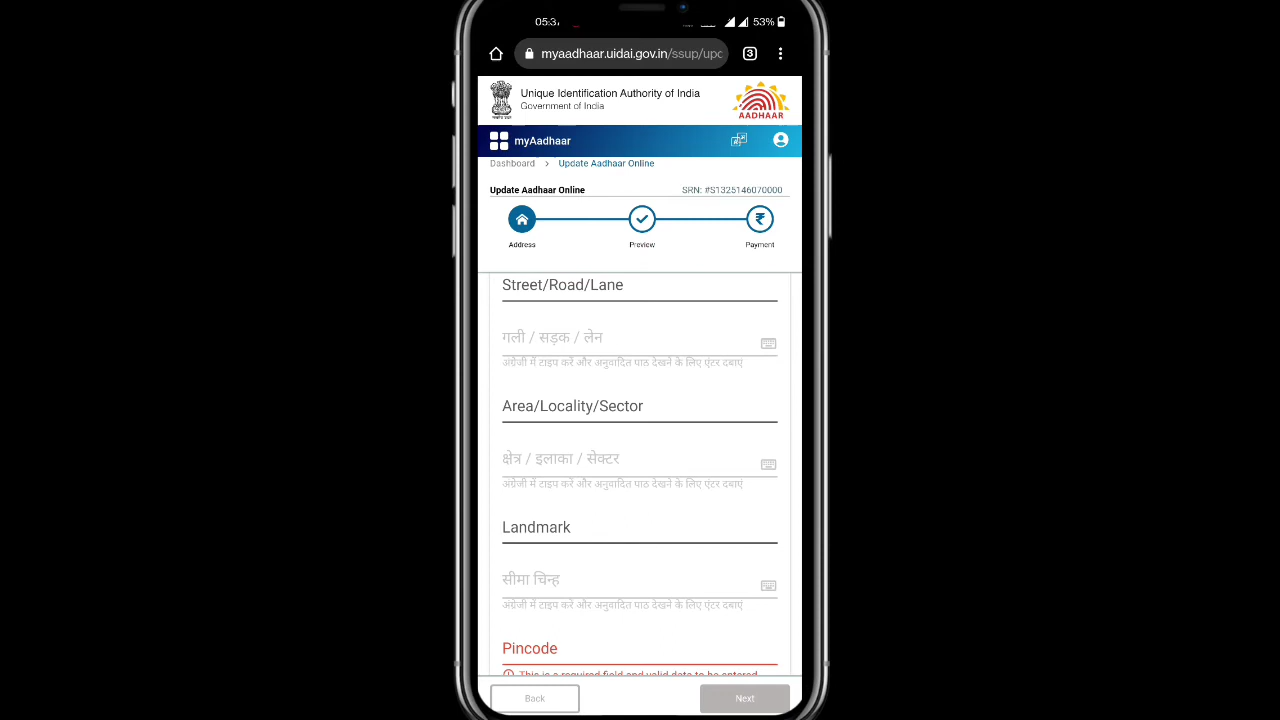 05:37
53%
myaadhaar.uidai.gov.in/ssup/upd
3
Unique Identification Authority of India
Government of India
AADHAAR
myAadhaar
Dashboard > Update Aadhaar Online
Update Aadhaar Online
SRN: #S1325146070000
Address
Preview
Payment
Street/Road/Lane
गली / सड़क / लेन
अंग्रेजी में टाइप करें और अनुवादित पाठ देखने के लिए एंटर दबाएं
Area/Locality/Sector
क्षेत्र / इलाका / सेक्टर
अंग्रेजी में टाइप करें और अनुवादित पाठ देखने के लिए एंटर दबाएं
Landmark
सीमा चिन्ह
अंग्रेजी में टाइप करें और अनुवादित पाठ देखने के लिए एंटर दबाएं
Pincode
This is a required field and valid data to be entered
Back
Next